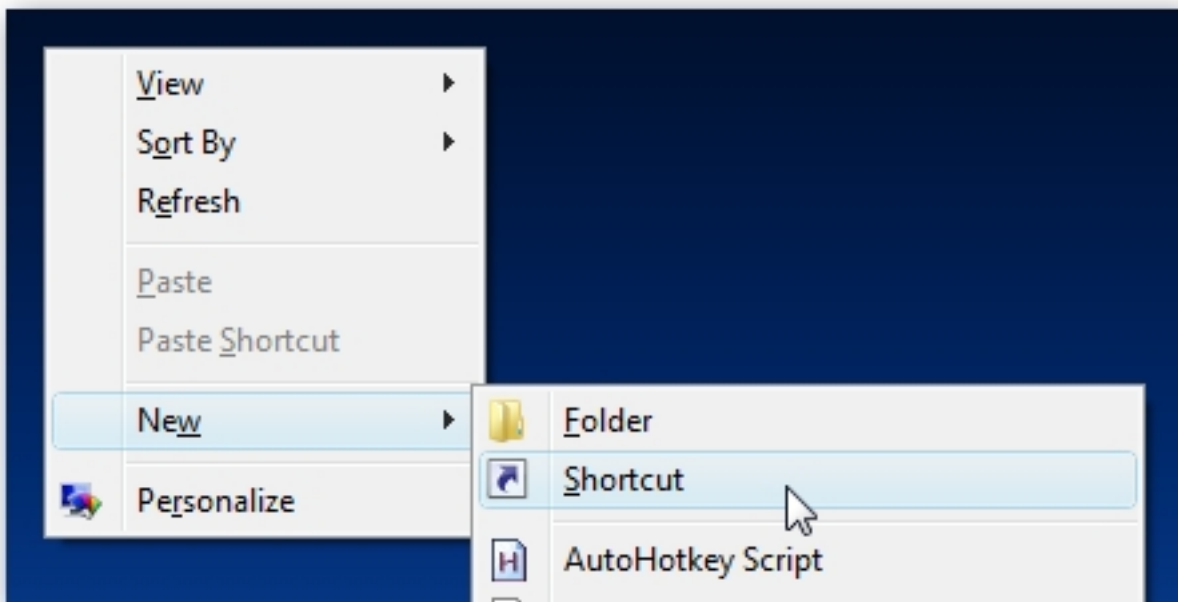 View
Sort By
Refresh
Paste
Paste Shortcut
New
Personalize
Folder
Shortcut
AutoHotkey Script